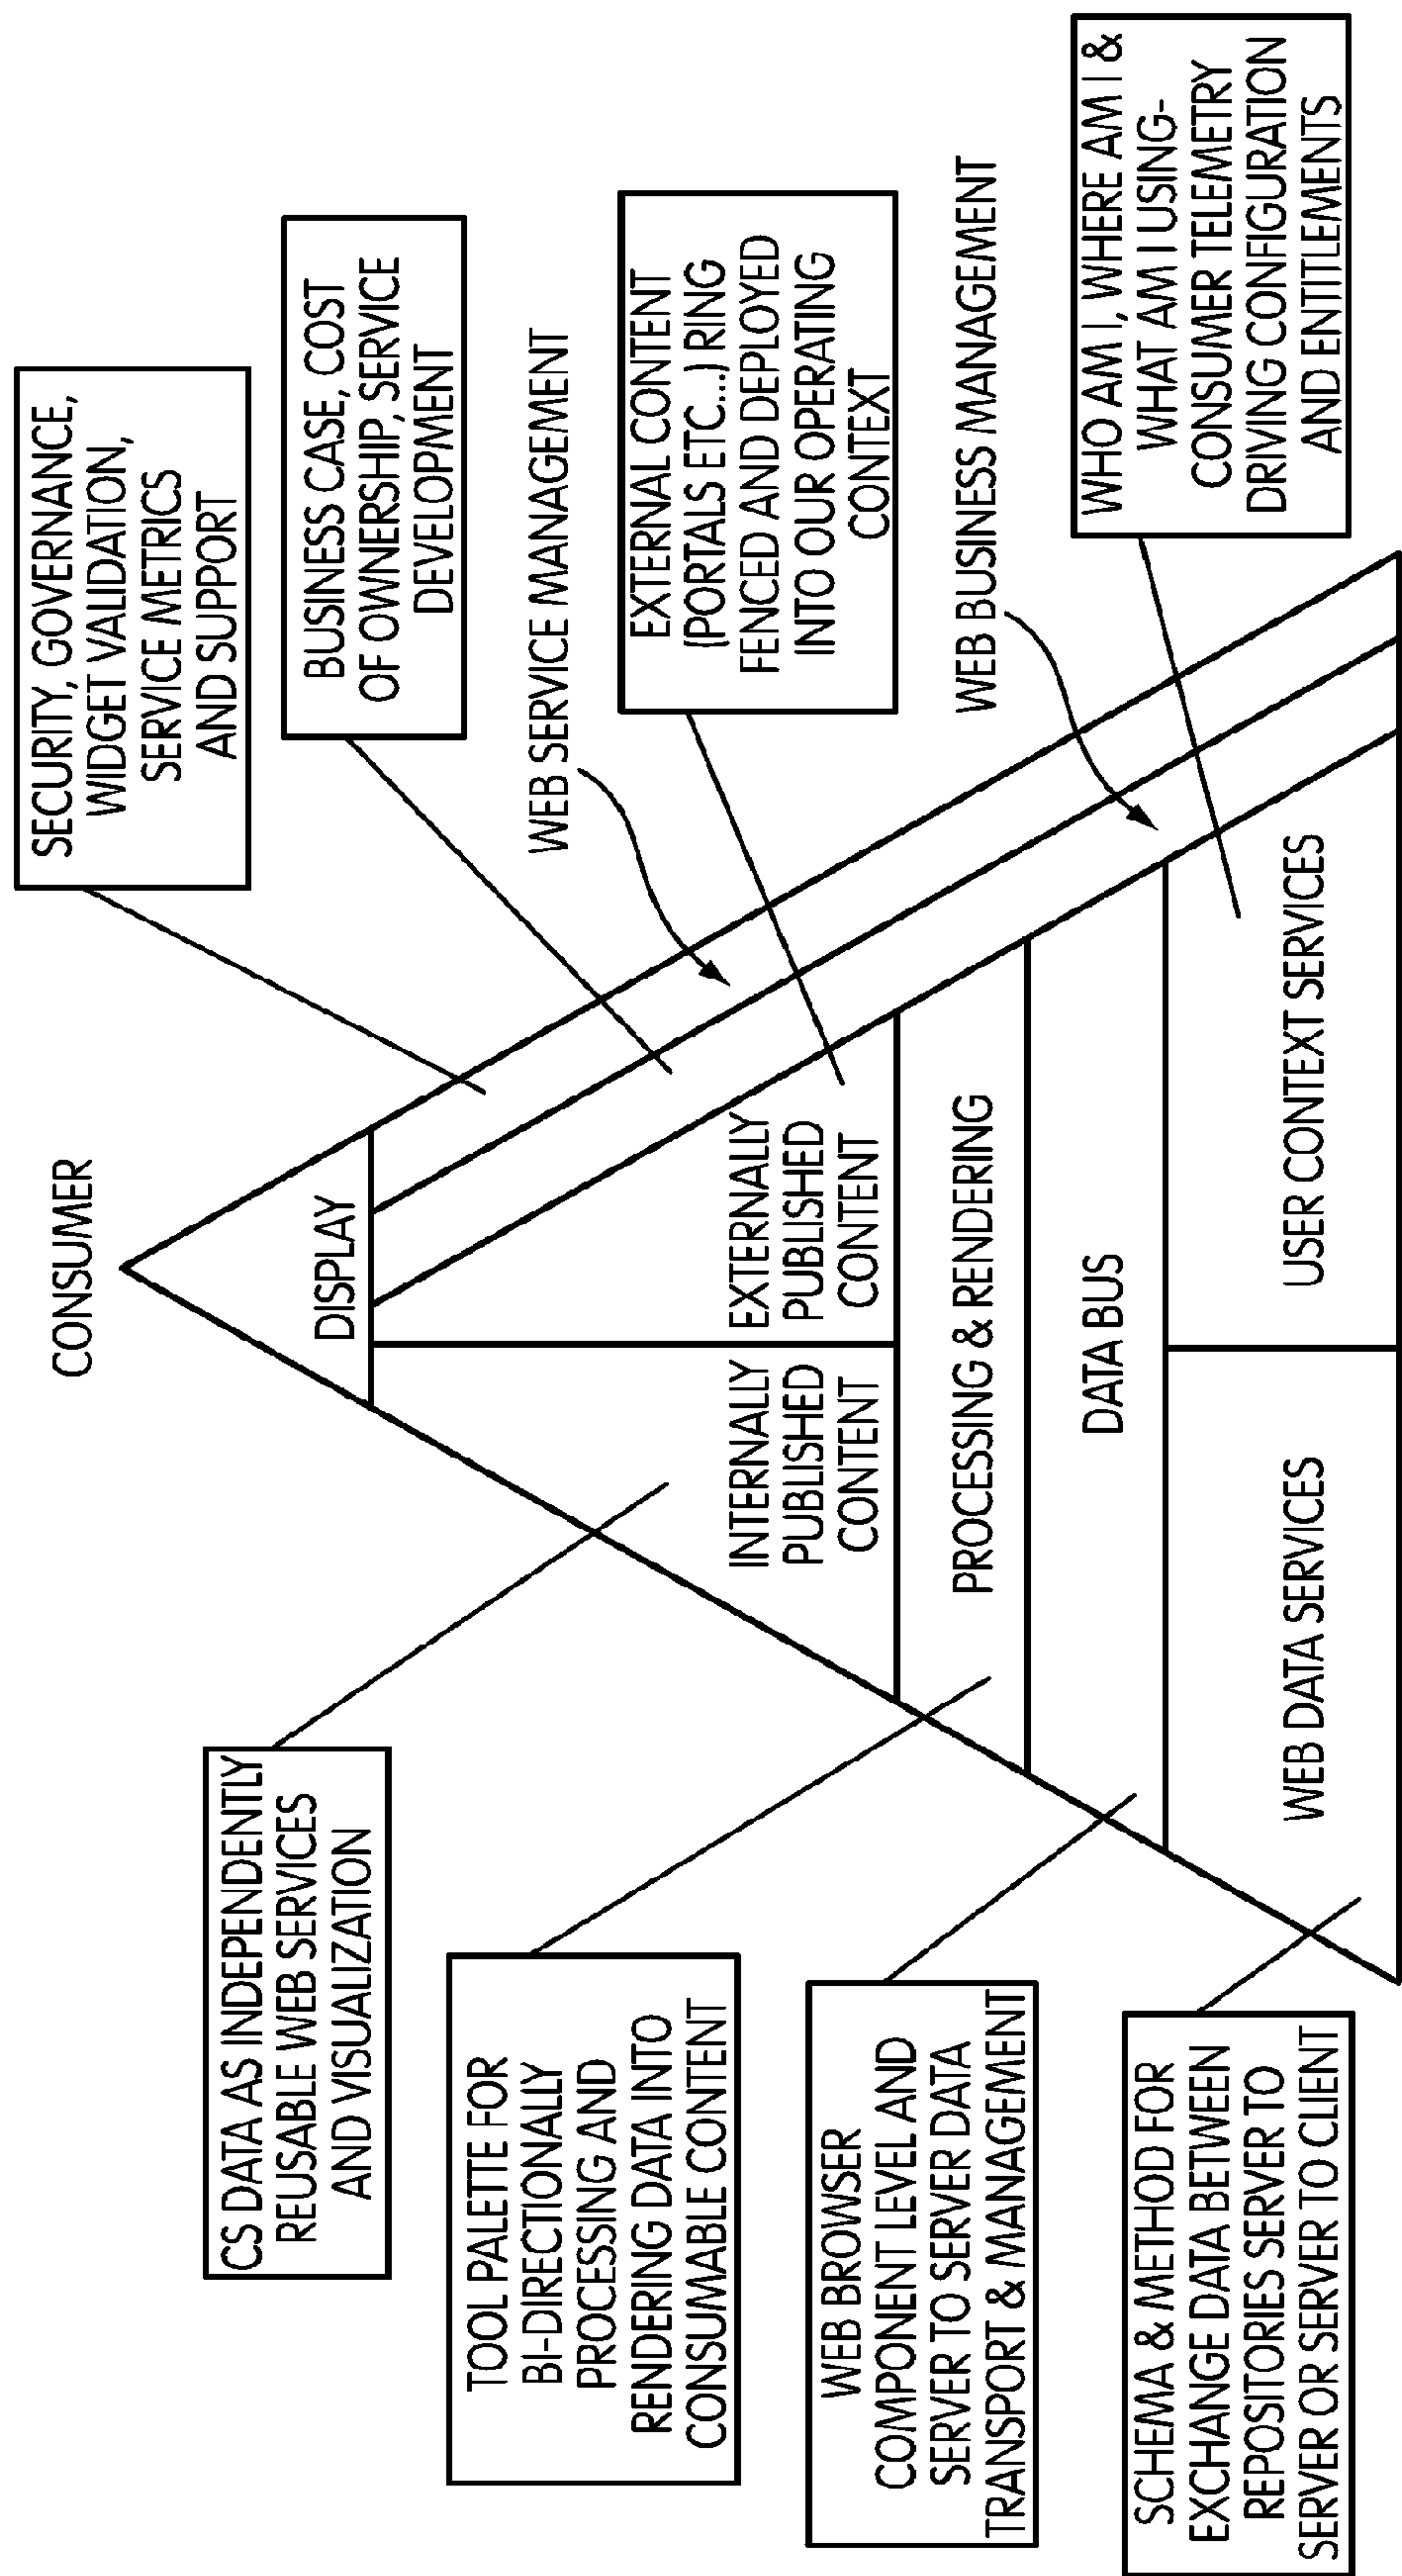 CONSUMER
DISPLAY
SECURITY, GOVERNANCE,
WIDGET VALIDATION,
SERVICE METRICS
AND SUPPORT
BUSINESS CASE, COST
OF OWNERSHIP, SERVICE
DEVELOPMENT
WEB SERVICE MANAGEMENT
EXTERNAL CONTENT
(PORTALS ETC...) RING
FENCED AND DEPLOYED
INTO OUR OPERATING
CONTEXT
WEB BUSINESS MANAGEMENT
WHO AM I, WHERE AM I &
WHAT AM I USING-
CONSUMER TELEMETRY
DRIVING CONFIGURATION
AND ENTITLEMENTS
CS DATA AS INDEPENDENTLY
REUSABLE WEB SERVICES
AND VISUALIZATION
TOOL PALETTE FOR
BI-DIRECTIONALLY
PROCESSING AND
RENDERING DATA INTO
CONSUMABLE CONTENT
WEB BROWSER
COMPONENT LEVEL AND
SERVER TO SERVER DATA
TRANSPORT & MANAGEMENT
SCHEMA & METHOD FOR
EXCHANGE DATA BETWEEN
REPOSITORIES SERVER TO
SERVER OR SERVER TO CLIENT
INTERNALLY
PUBLISHED
CONTENT
EXTERNALLY
PUBLISHED
CONTENT
PROCESSING & RENDERING
DATA BUS
WEB DATA SERVICES
USER CONTEXT SERVICES